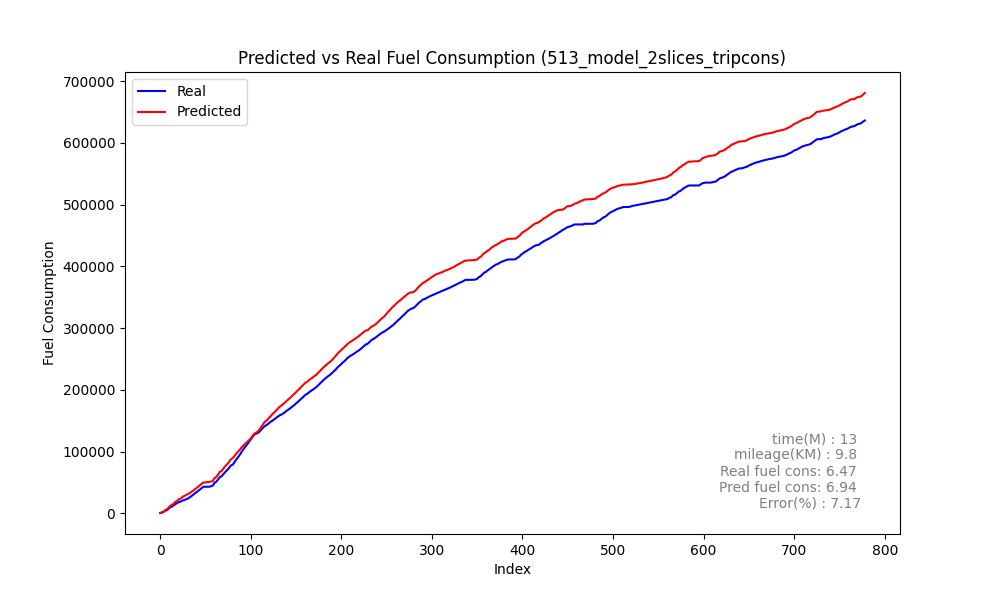 Predicted vs Real Fuel Consumption (513_model_2slices_tripcons)
Real
Predicted
Fuel Consumption
700000
600000
500000
400000
300000
200000
100000
0
time(M) : 13
mileage(KM) : 9.8
Real fuel cons: 6.47
Pred fuel cons: 6.94
Error(%) : 7.17
0 100 200 300 400 500 600 700 800
Index